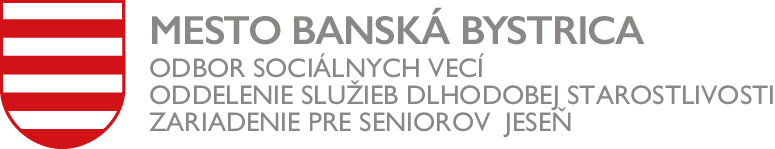 MESTO BANSKÁ BYSTRICA
ODBOR SOCIÁLNYCH VECÍ
ODDELENIE SLUŽIEB DLHODOBEJ STAROSTLIVOSTI
ZARIADENIE PRE SENIOROV JESEŇ